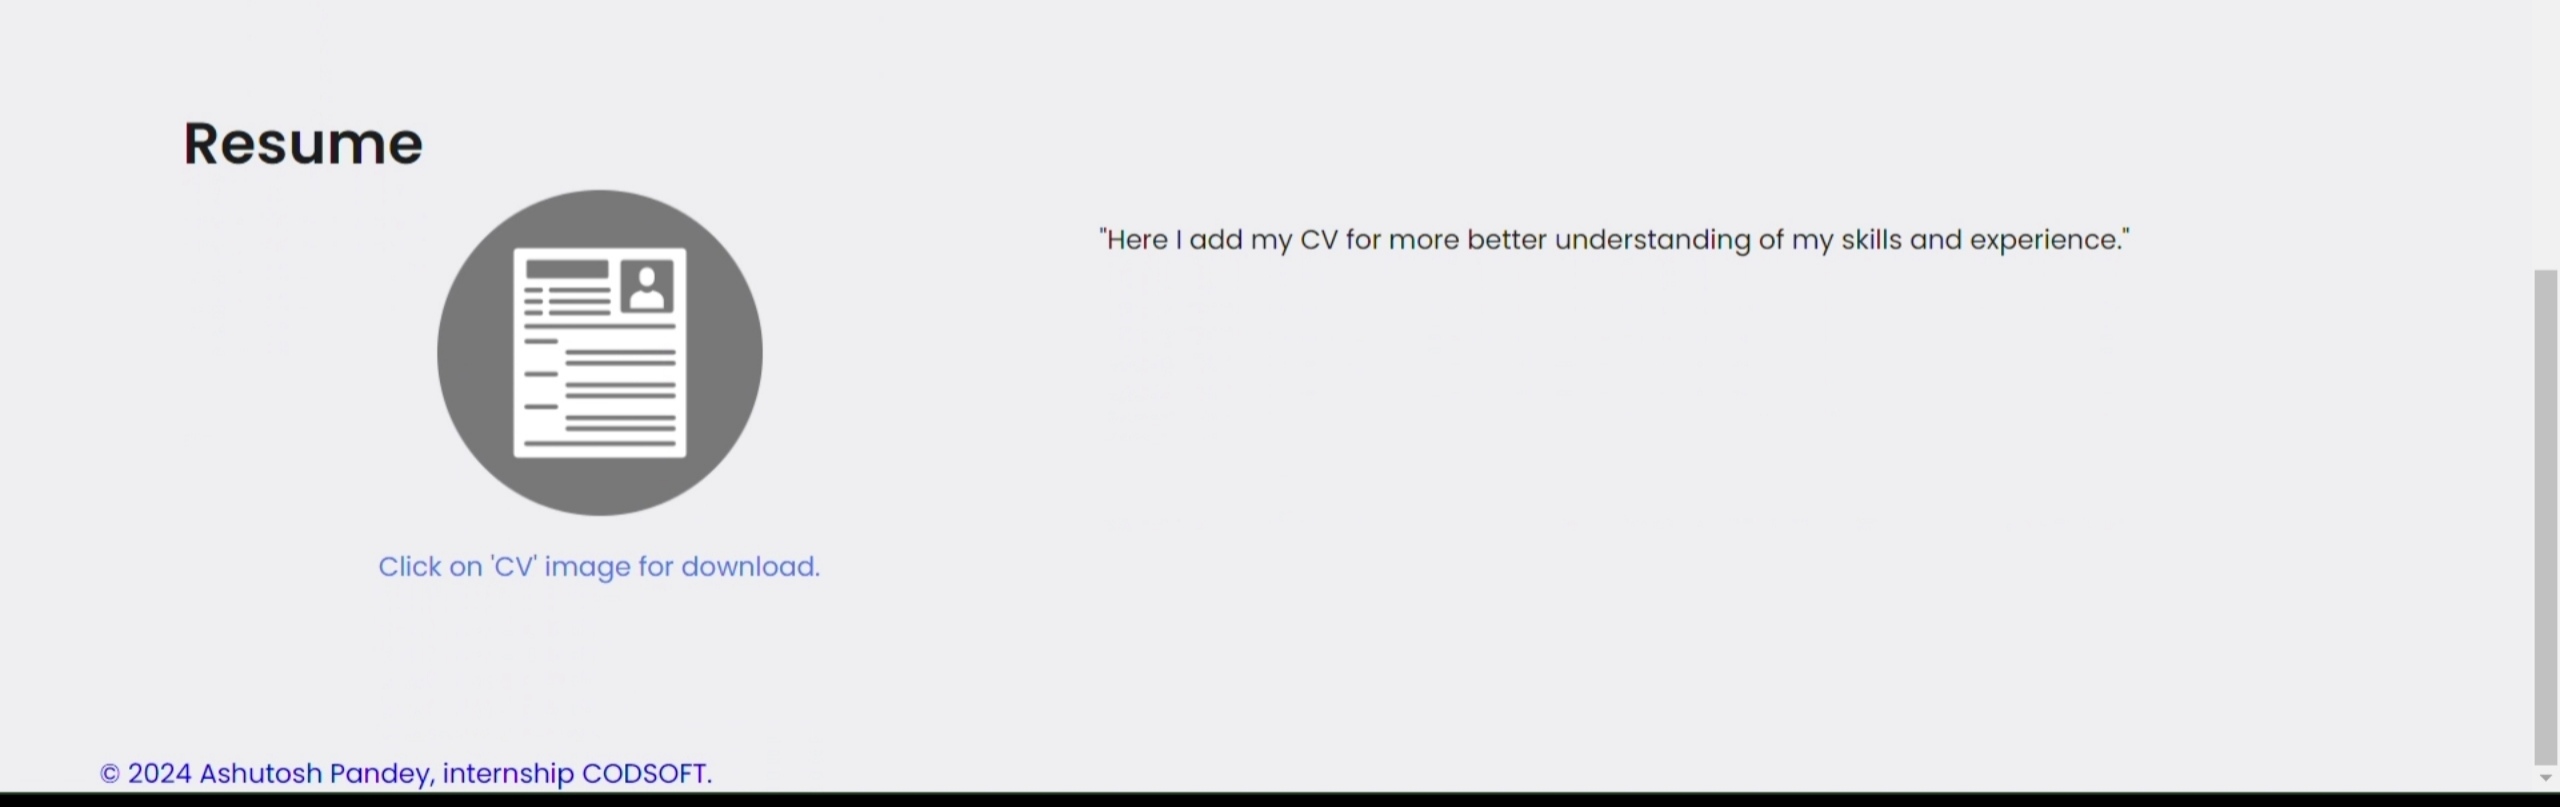 Resume
"Here I add my CV for more better understanding of my skills and experience."
Click on 'CV' image for download.
© 2024 Ashutosh Pandey, internship CODSOFT.